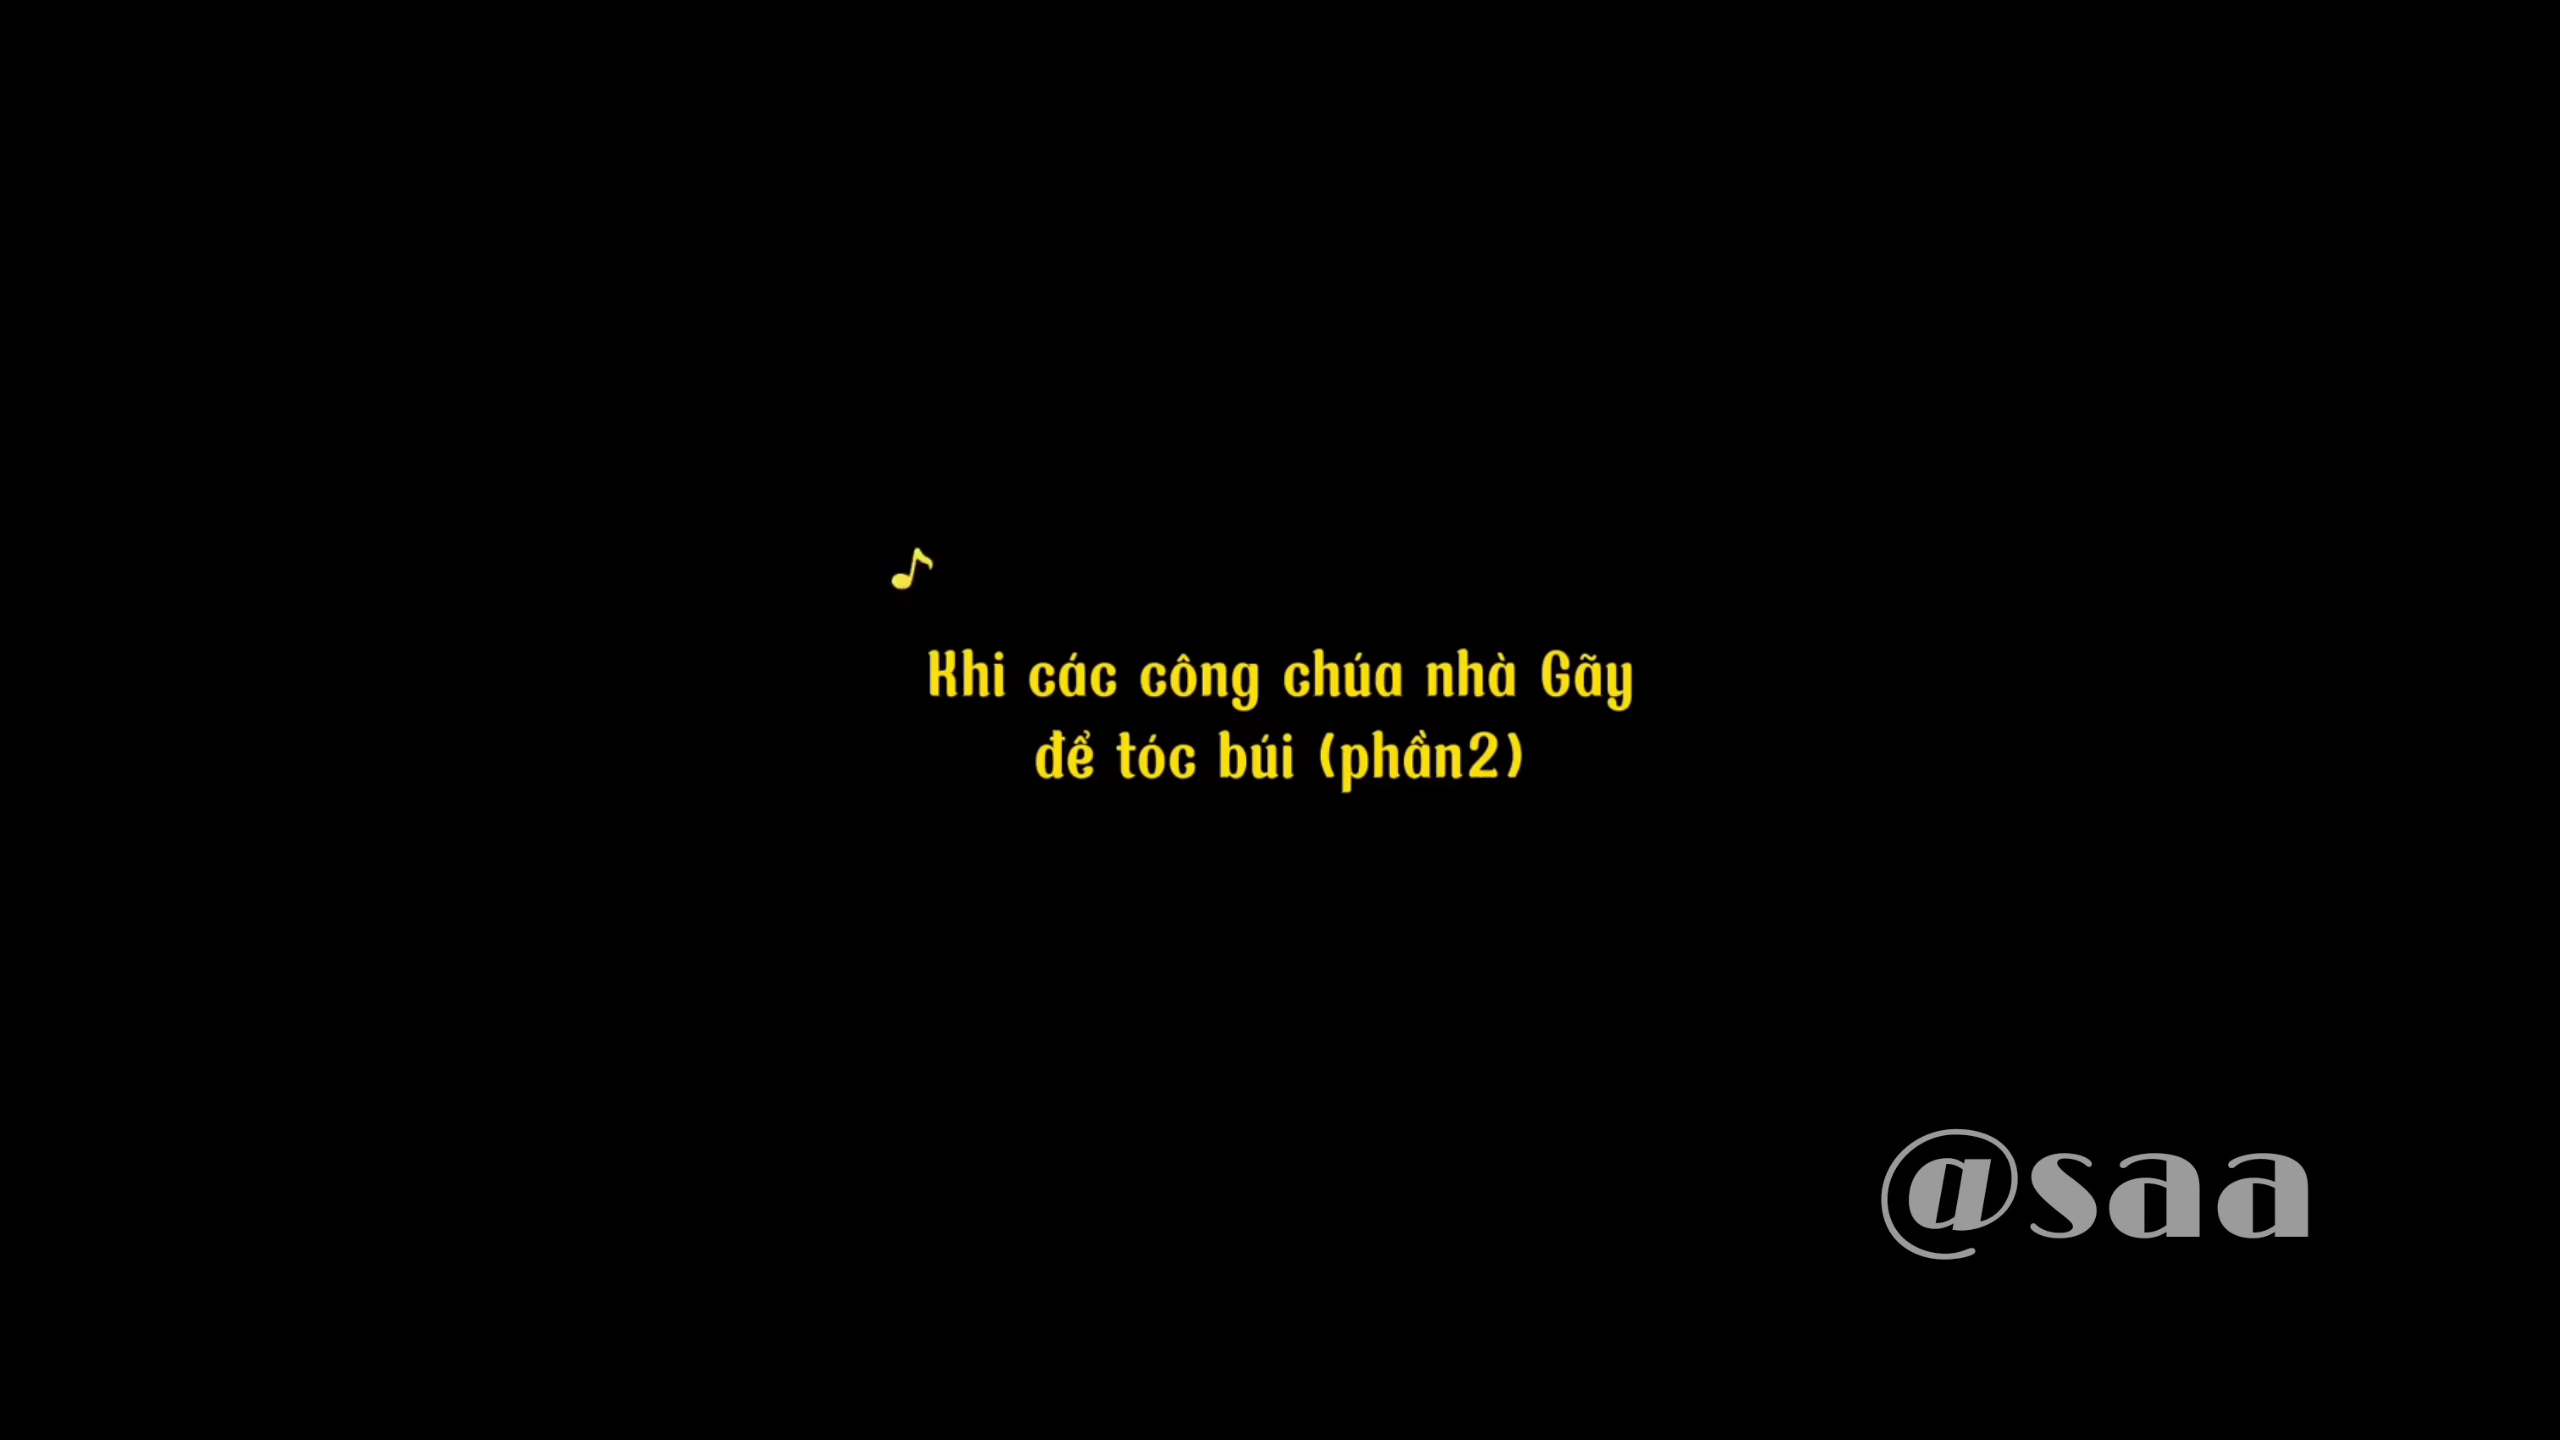 ♪
Khi các công chúa nhà Gãy
để tóc búi (phần2)
@saa